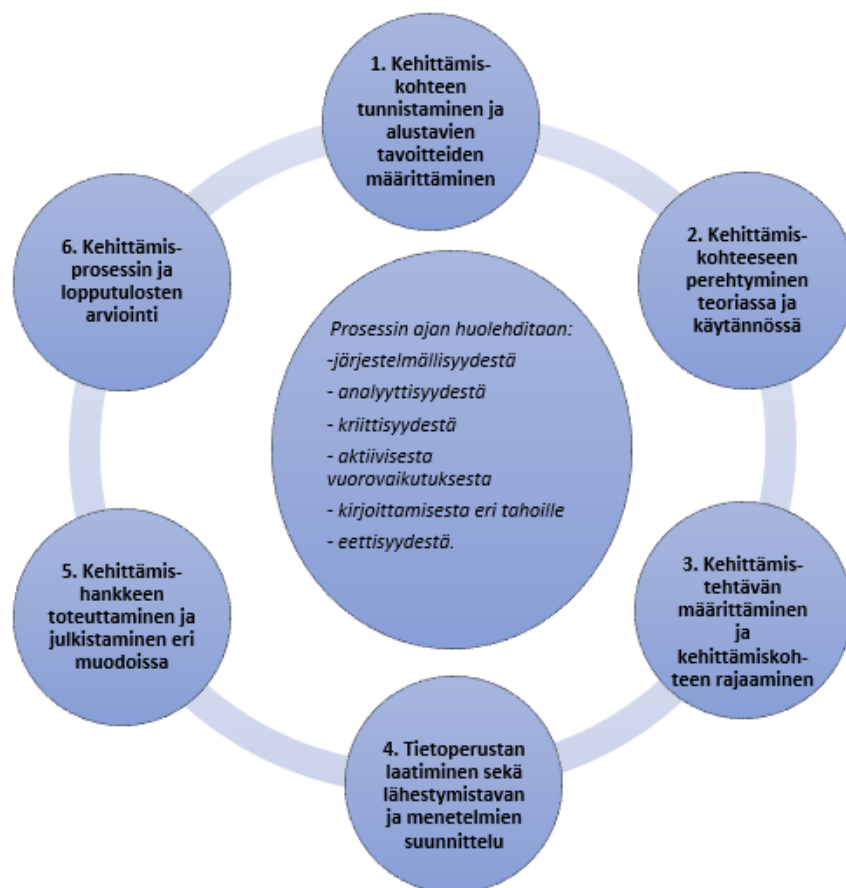 1. Kehittämis-
kohteen
tunnistaminen ja
alustavien
tavoitteiden
määrittäminen
2. Kehittämis-
kohteeseen
perehtyminen
teoriassa ja
käytännössä
3. Kehittämis-
tehtävän
määrittäminen
ja
kehittämiskoh-
teen rajaaminen
4. Tietoperustan
laatiminen sekä
lähestymistavan
ja menetelmien
suunnittelu
5. Kehittämis-
hankkeen
toteuttaminen ja
julkistaminen eri
muodoissa
6. Kehittämis-
prosessin ja
lopputulosten
arviointi
Prosessin ajan huolehditaan:
-järjestelmällisyydestä
- analyyttisyydestä
- kriittisyydestä
- aktiivisesta
vuorovaikutuksesta
- kirjoittamisesta eri tahoille
- eettisyydestä.